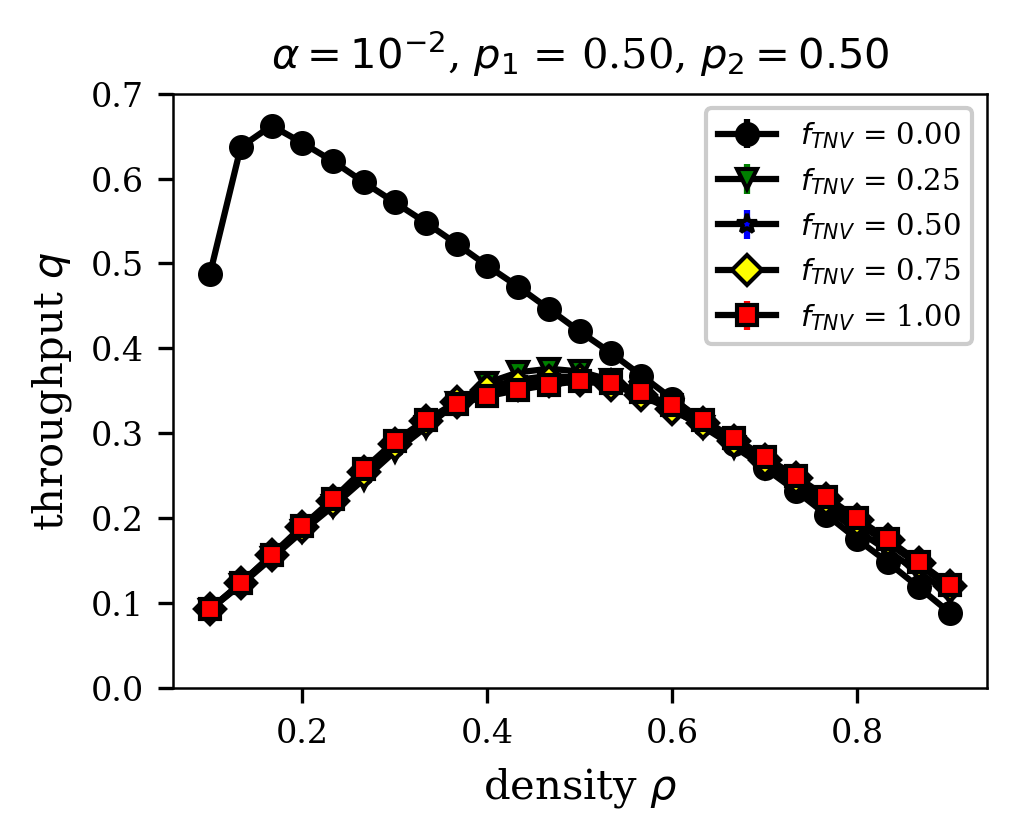 α = 10⁻², p₁ = 0.50, p₂ = 0.50
throughput q
0.7
0.6
0.5
0.4
0.3
0.2
0.1
0.0
f_TNV = 0.00
f_TNV = 0.25
f_TNV = 0.50
f_TNV = 0.75
f_TNV = 1.00
0.2 0.4 0.6 0.8
density ρ